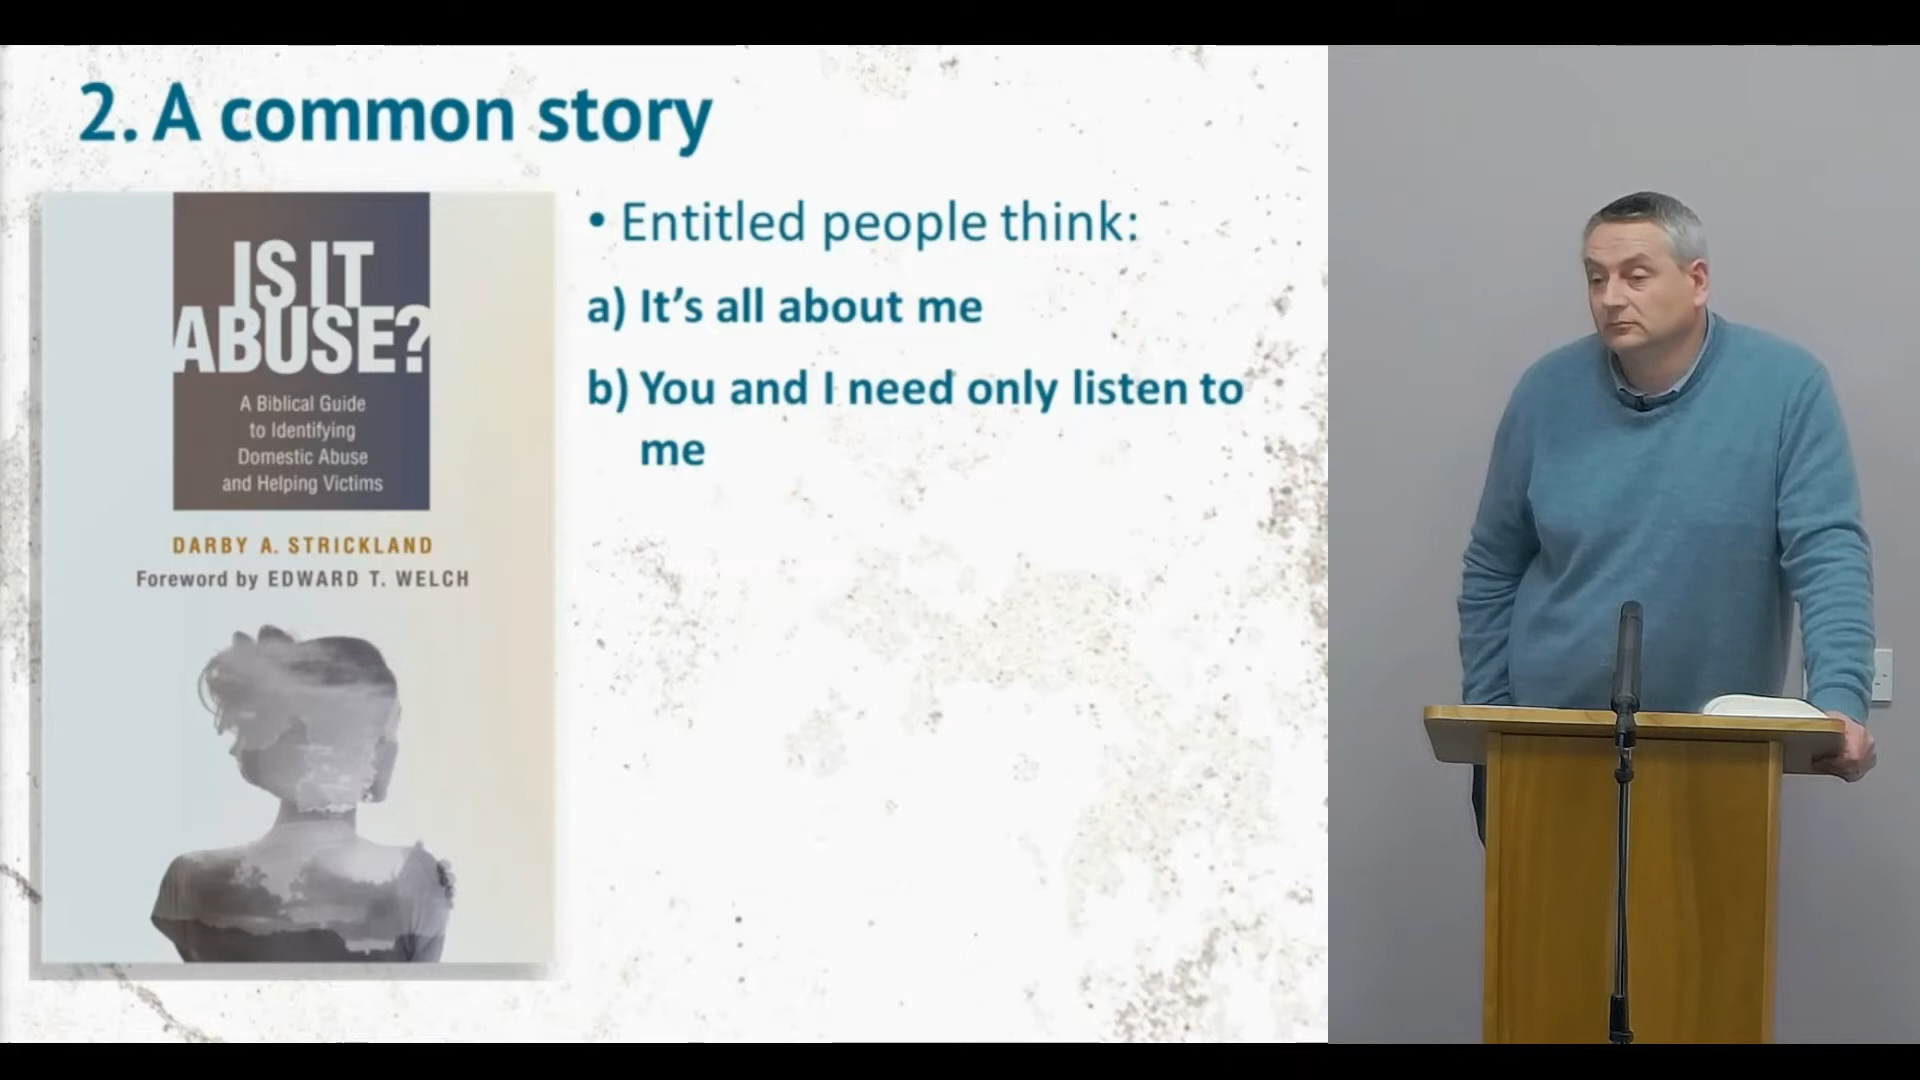 2. A common story
IS IT
ABUSE?
A Biblical Guide
to Identifying
Domestic Abuse
and Helping Victims
DARBY A. STRICKLAND
Foreword by EDWARD T. WELCH
• Entitled people think:
a) It’s all about me
b) You and I need only listen to
me